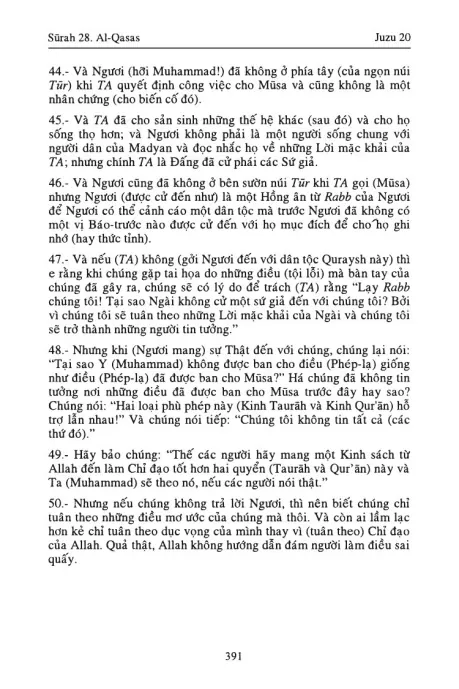 Sūrah 28. Al-Qasas Juzu 20
44.- Và Ngươi (hỡi Muhammad!) đã không ở phía tây (của ngọn núi
Tūr) khi TA quyết định công việc cho Mūsa và cũng không là một
nhân chứng (cho biến cố đó).
45.- Và TA đã cho sản sinh những thế hệ khác (sau đó) và cho họ
sống thọ hơn; và Ngươi không phải là một người sống chung với
người dân của Madyan và đọc nhắc họ về những Lời mặc khải của
TA; nhưng chính TA là Đấng đã cử phái các Sứ giả.
46.- Và Ngươi cũng đã không ở bên sườn núi Tūr khi TA gọi (Mūsa)
nhưng Ngươi (được cử đến như) là một Hồng ân từ Rabb của Ngươi
để Ngươi có thể cảnh cáo một dân tộc mà trước Ngươi đã không có
một vị Báo-trước nào được cử đến với họ mục đích để cho họ ghi
nhớ (hay thức tỉnh).
47.- Và nếu (TA) không (gởi Ngươi đến với dân tộc Quraysh này) thì
e rằng khi chúng gặp tai họa do những điều (tội lỗi) mà bàn tay của
chúng đã gây ra, chúng sẽ có lý do để trách (TA) rằng “Lạy Rabb
chúng tôi! Tại sao Ngài không cử một sứ giả đến với chúng tôi? Bởi
vì chúng tôi sẽ tuân theo những Lời mặc khải của Ngài và chúng tôi
sẽ trở thành những người tin tưởng.”
48.- Nhưng khi (Ngươi mang) sự Thật đến với chúng, chúng lại nói:
“Tại sao Y (Muhammad) không được ban cho điều (Phép-lạ) giống
như điều (Phép-lạ) đã được ban cho Mūsa?” Há chúng đã không tin
tưởng nơi những điều đã được ban cho Mūsa trước đây hay sao?
Chúng nói: “Hai loại phù phép này (Kinh Taurāh và Kinh Qur'ān) hỗ
trợ lẫn nhau!” Và chúng nói tiếp: “Chúng tôi không tin tất cả (các
thứ đó).”
49.- Hãy bảo chúng: “Thế các người hãy mang một Kinh sách từ
Allah đến làm Chỉ đạo tốt hơn hai quyển (Taurāh và Qur’ān) này và
Ta (Muhammad) sẽ theo nó, nếu các người nói thật.”
50.- Nhưng nếu chúng không trả lời Ngươi, thì nên biết chúng chỉ
tuân theo những điều mơ ước của chúng mà thôi. Và còn ai lầm lạc
hơn kẻ chỉ tuân theo dục vọng của mình thay vì (tuân theo) Chỉ đạo
của Allah. Quả thật, Allah không hướng dẫn đám người làm điều sai
quấy.
391